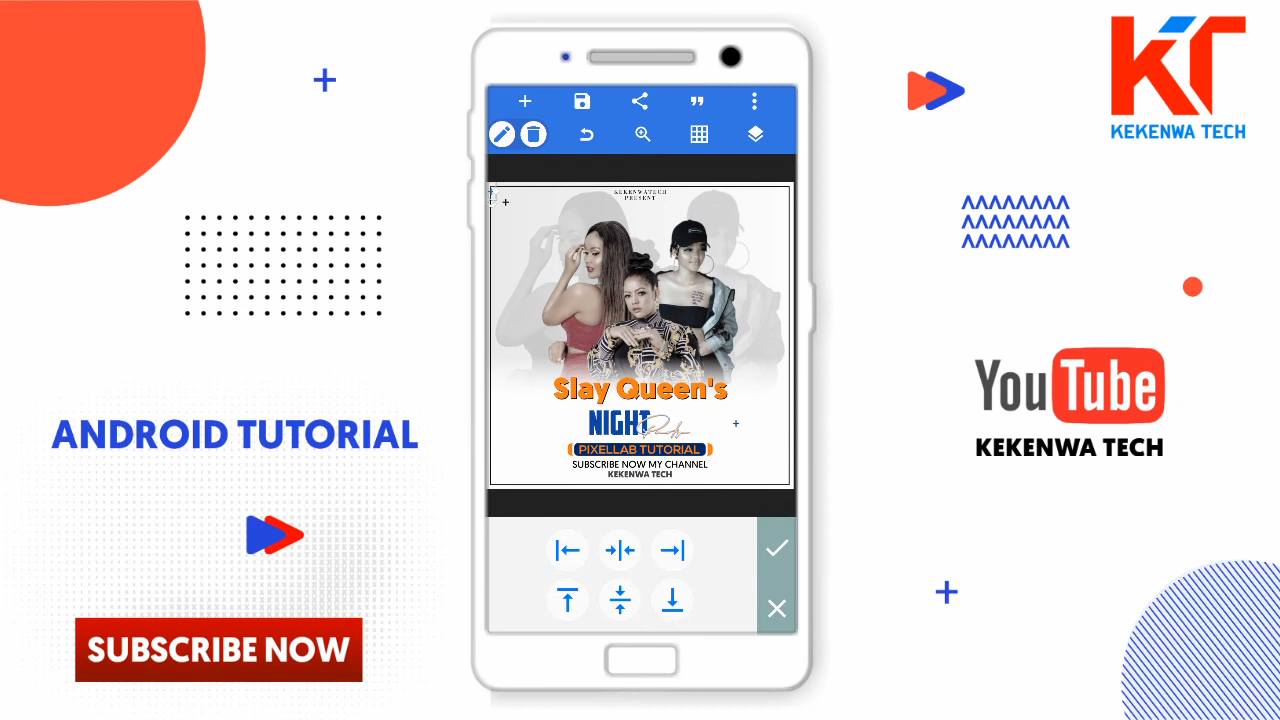 KT
KEKENWA TECH
KEKENWATECH
PRESENT
Slay Queen's
NIGHT
PIXELLAB TUTORIAL
SUBSCRIBE NOW MY CHANNEL
KEKENWA TECH
ANDROID TUTORIAL
SUBSCRIBE NOW
YouTube
KEKENWA TECH